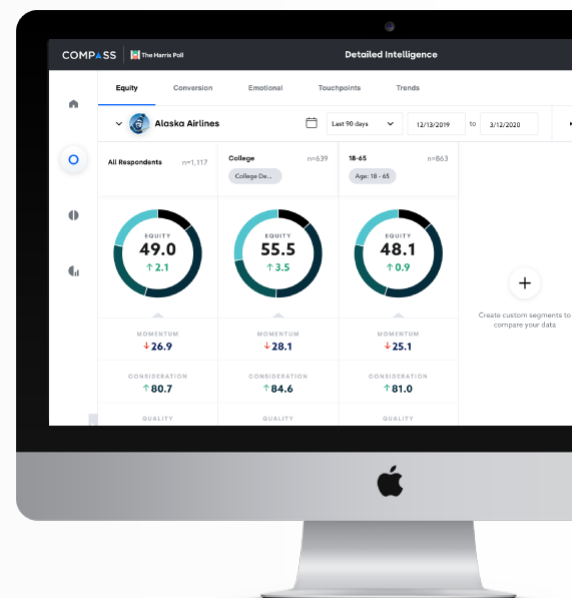 COMPASS The Harris Poll Detailed Intelligence
Equity Conversion Emotional Touchpoints Trends
Alaska Airlines Last 90 days 12/13/2019 to 3/12/2020
All Respondents n=1,117 College n=639 18-65 n=863
College De... Age: 18 - 65
EQUITY EQUITY EQUITY
49.0 55.5 48.1
↑2.1 ↑3.5 ↑0.9
MOMENTUM MOMENTUM MOMENTUM
↓26.9 ↓28.1 ↓25.1
CONSIDERATION CONSIDERATION CONSIDERATION
↑80.7 ↑84.6 ↑81.0
QUALITY QUALITY QUALITY
+
Create custom segments to
compare your data